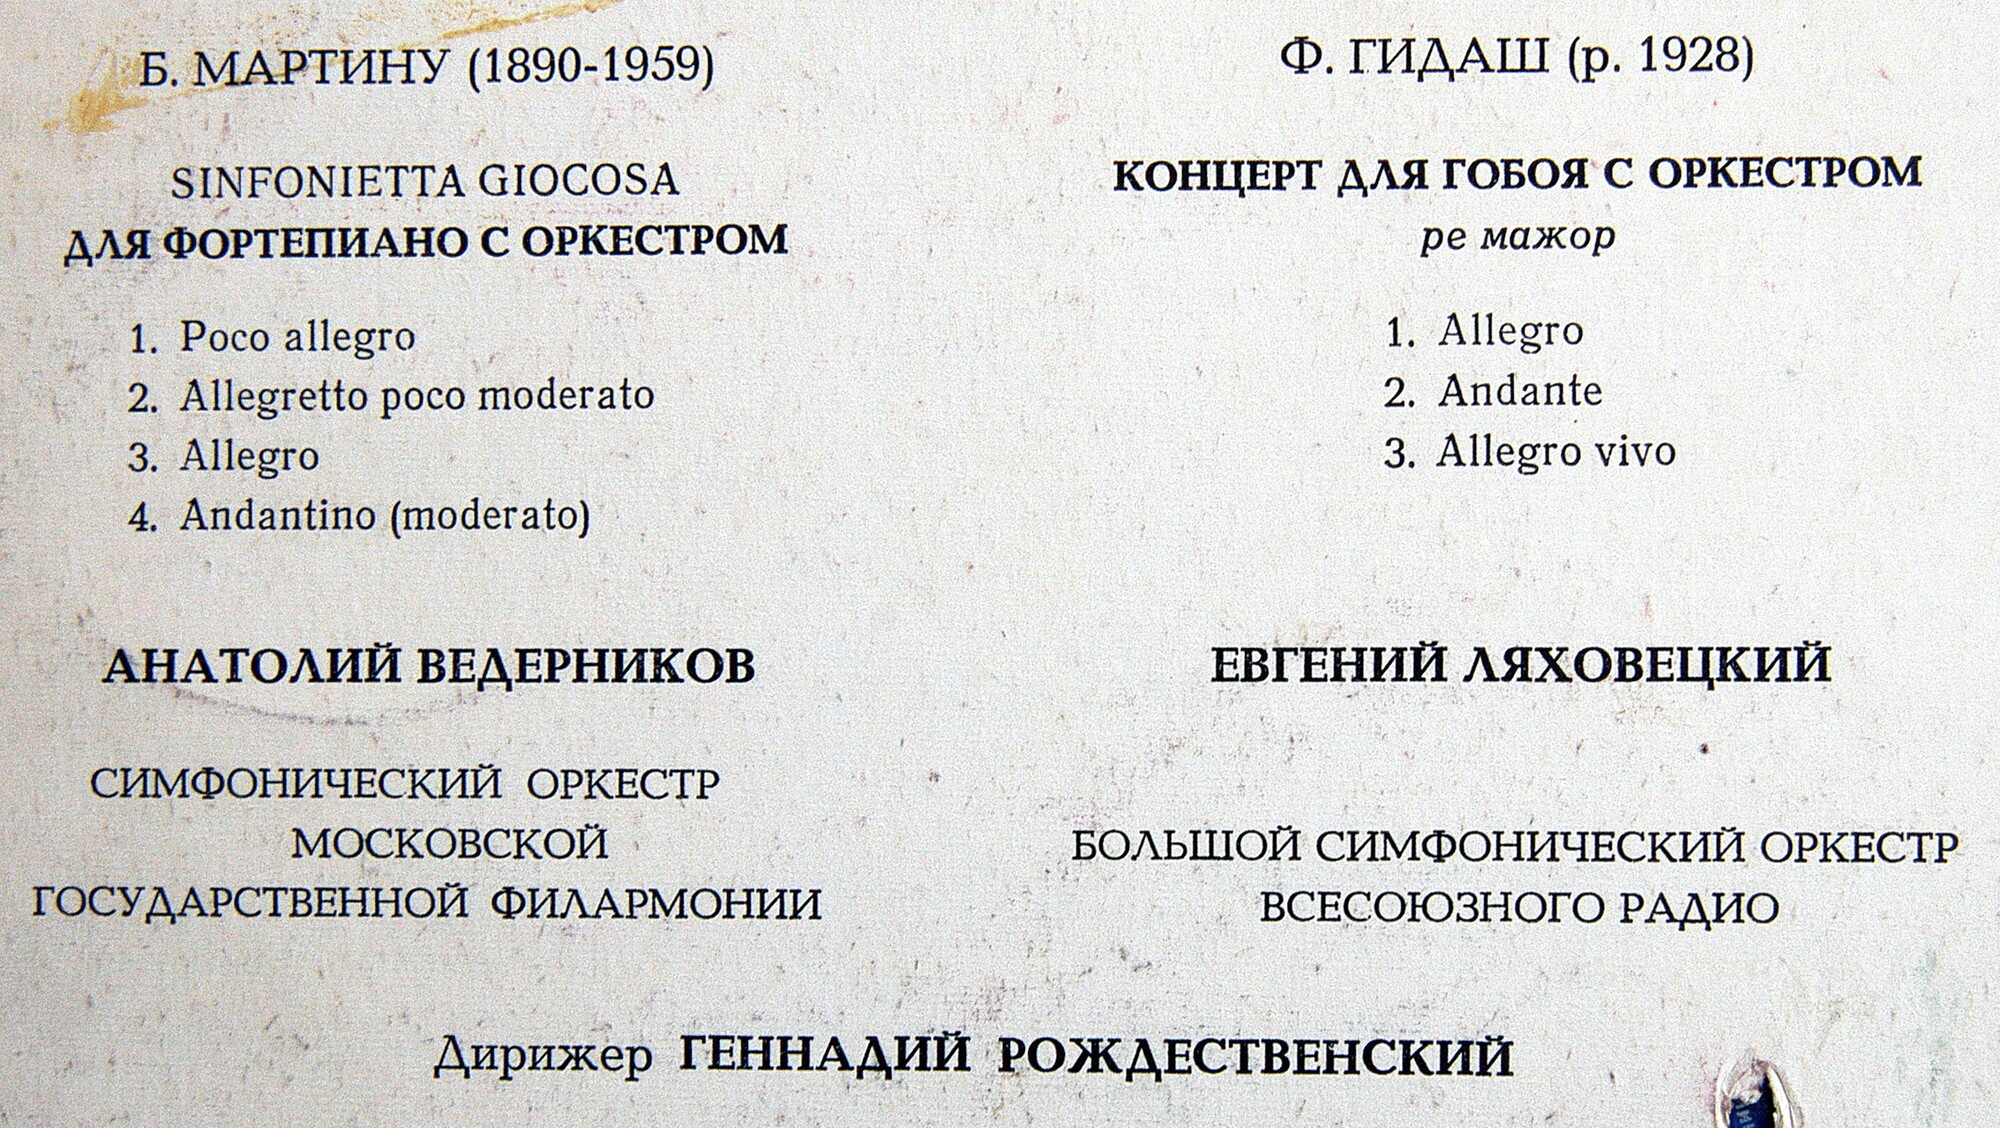 Б. МАРТИНУ (1890-1959)
SINFONIETTA GIOCOSA
ДЛЯ ФОРТЕПИАНО С ОРКЕСТРОМ
1. Poco allegro
2. Allegretto poco moderato
3. Allegro
4. Andantino (moderato)
АНАТОЛИЙ ВЕДЕРНИКОВ
СИМФОНИЧЕСКИЙ ОРКЕСТР
МОСКОВСКОЙ
ГОСУДАРСТВЕННОЙ ФИЛАРМОНИИ
Ф. ГИДАШ (р. 1928)
КОНЦЕРТ ДЛЯ ГОБОЯ С ОРКЕСТРОМ
ре мажор
1. Allegro
2. Andante
3. Allegro vivo
ЕВГЕНИЙ ЛЯХОВЕЦКИЙ
БОЛЬШОЙ СИМФОНИЧЕСКИЙ ОРКЕСТР
ВСЕСОЮЗНОГО РАДИО
Дирижер ГЕННАДИЙ РОЖДЕСТВЕНСКИЙ